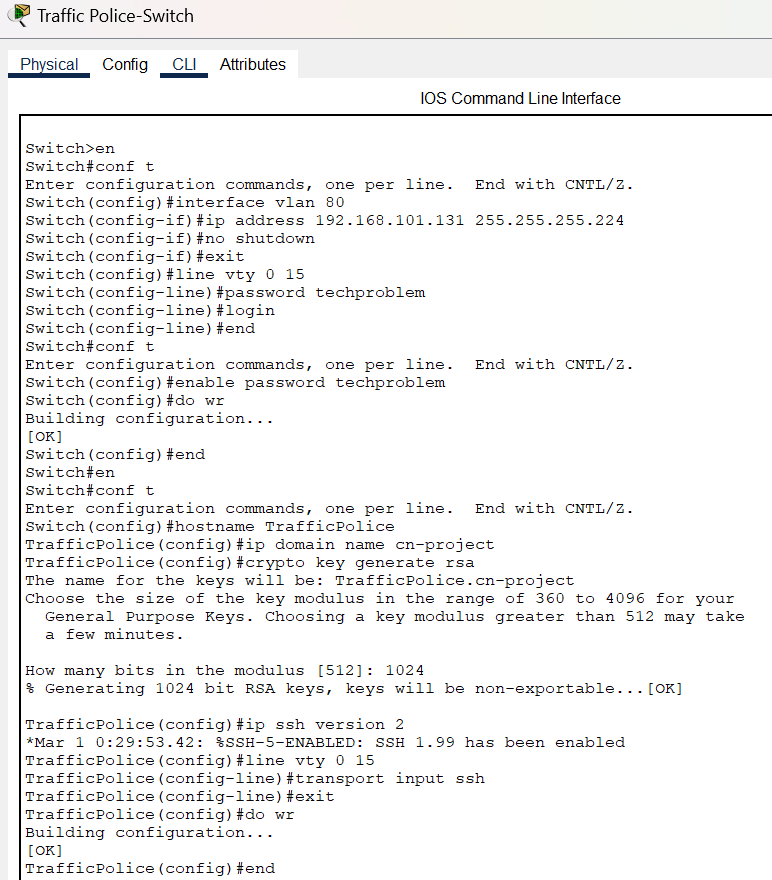 Traffic Police-Switch
Physical Config CLI Attributes
IOS Command Line Interface
Switch>en
Switch#conf t
Enter configuration commands, one per line.  End with CNTL/Z.
Switch(config)#interface vlan 80
Switch(config-if)#ip address 192.168.101.131 255.255.255.224
Switch(config-if)#no shutdown
Switch(config-if)#exit
Switch(config)#line vty 0 15
Switch(config-line)#password techproblem
Switch(config-line)#login
Switch(config-line)#end
Switch#conf t
Enter configuration commands, one per line.  End with CNTL/Z.
Switch(config)#enable password techproblem
Switch(config)#do wr
Building configuration...
[OK]
Switch(config)#end
Switch#en
Switch#conf t
Enter configuration commands, one per line.  End with CNTL/Z.
Switch(config)#hostname TrafficPolice
TrafficPolice(config)#ip domain name cn-project
TrafficPolice(config)#crypto key generate rsa
The name for the keys will be: TrafficPolice.cn-project
Choose the size of the key modulus in the range of 360 to 4096 for your
  General Purpose Keys. Choosing a key modulus greater than 512 may take
  a few minutes.
How many bits in the modulus [512]: 1024
% Generating 1024 bit RSA keys, keys will be non-exportable...[OK]
TrafficPolice(config)#ip ssh version 2
*Mar 1 0:29:53.42: %SSH-5-ENABLED: SSH 1.99 has been enabled
TrafficPolice(config)#line vty 0 15
TrafficPolice(config-line)#transport input ssh
TrafficPolice(config-line)#exit
TrafficPolice(config)#do wr
Building configuration...
[OK]
TrafficPolice(config)#end